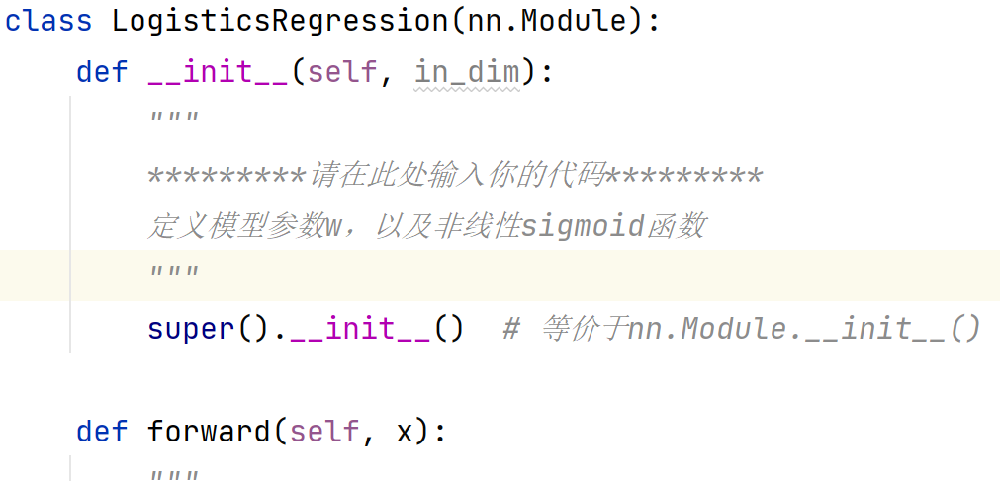 class LogisticsRegression(nn.Module):
def __init__(self, in_dim):
"""
*********请在此处输入你的代码*********
定义模型参数w，以及非线性sigmoid函数
"""
super().__init__()  # 等价于nn.Module.__init__()
def forward(self, x):
"""